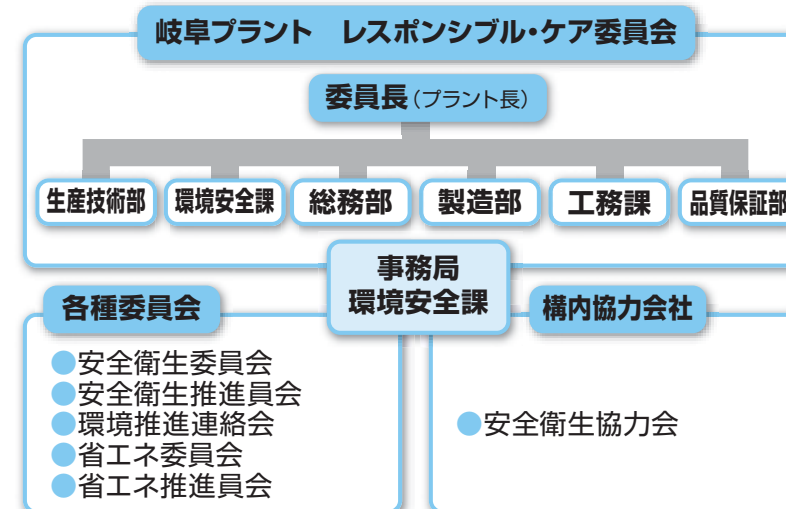 岐阜プラント　レスポンシブル・ケア委員会
委員長（プラント長）
生産技術部 環境安全課 総務部 製造部 工務課 品質保証部
事務局
環境安全課
各種委員会
●安全衛生委員会
●安全衛生推進員会
●環境推進連絡会
●省エネ委員会
●省エネ推進員会
構内協力会社
●安全衛生協力会